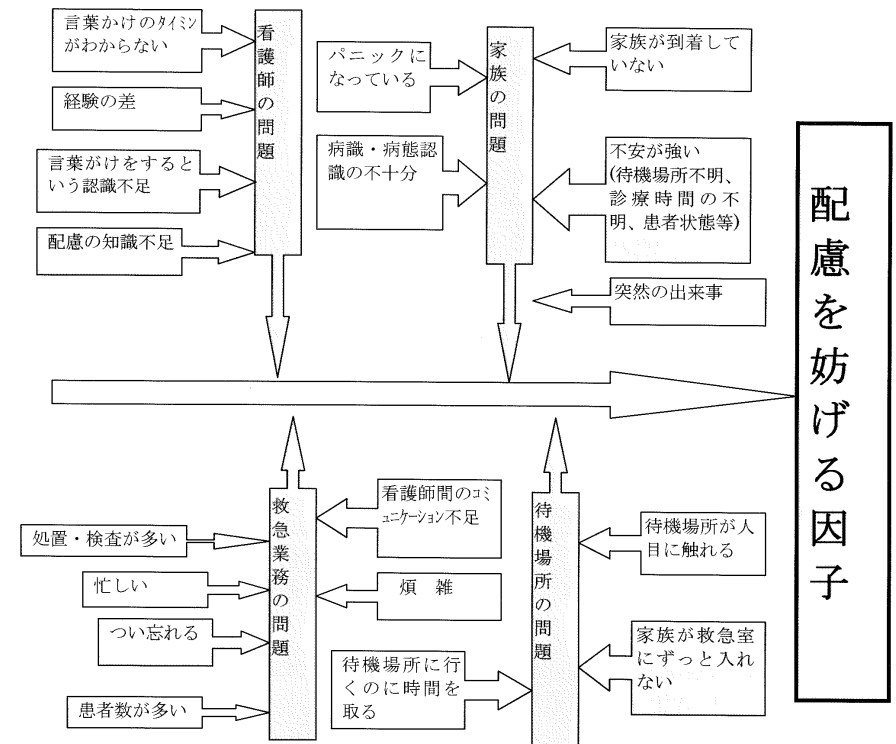 言葉かけのタイミン
がわからない
経験の差
言葉がけをすると
いう認識不足
配慮の知識不足
看護師の問題
パニックに
なっている
病識・病態認
識の不十分
家族の問題
家族が到着して
いない
不安が強い
(待機場所不明、
診療時間の不
明、患者状態等)
突然の出来事
処置・検査が多い
忙しい
つい忘れる
患者数が多い
救急業務の問題
看護師間のコミ
ュニケーション不足
煩 雑
待機場所に行
くのに時間を
取る
待機場所の問題
待機場所が人
目に触れる
家族が救急室
にずっと入れ
ない
配慮を妨げる因子